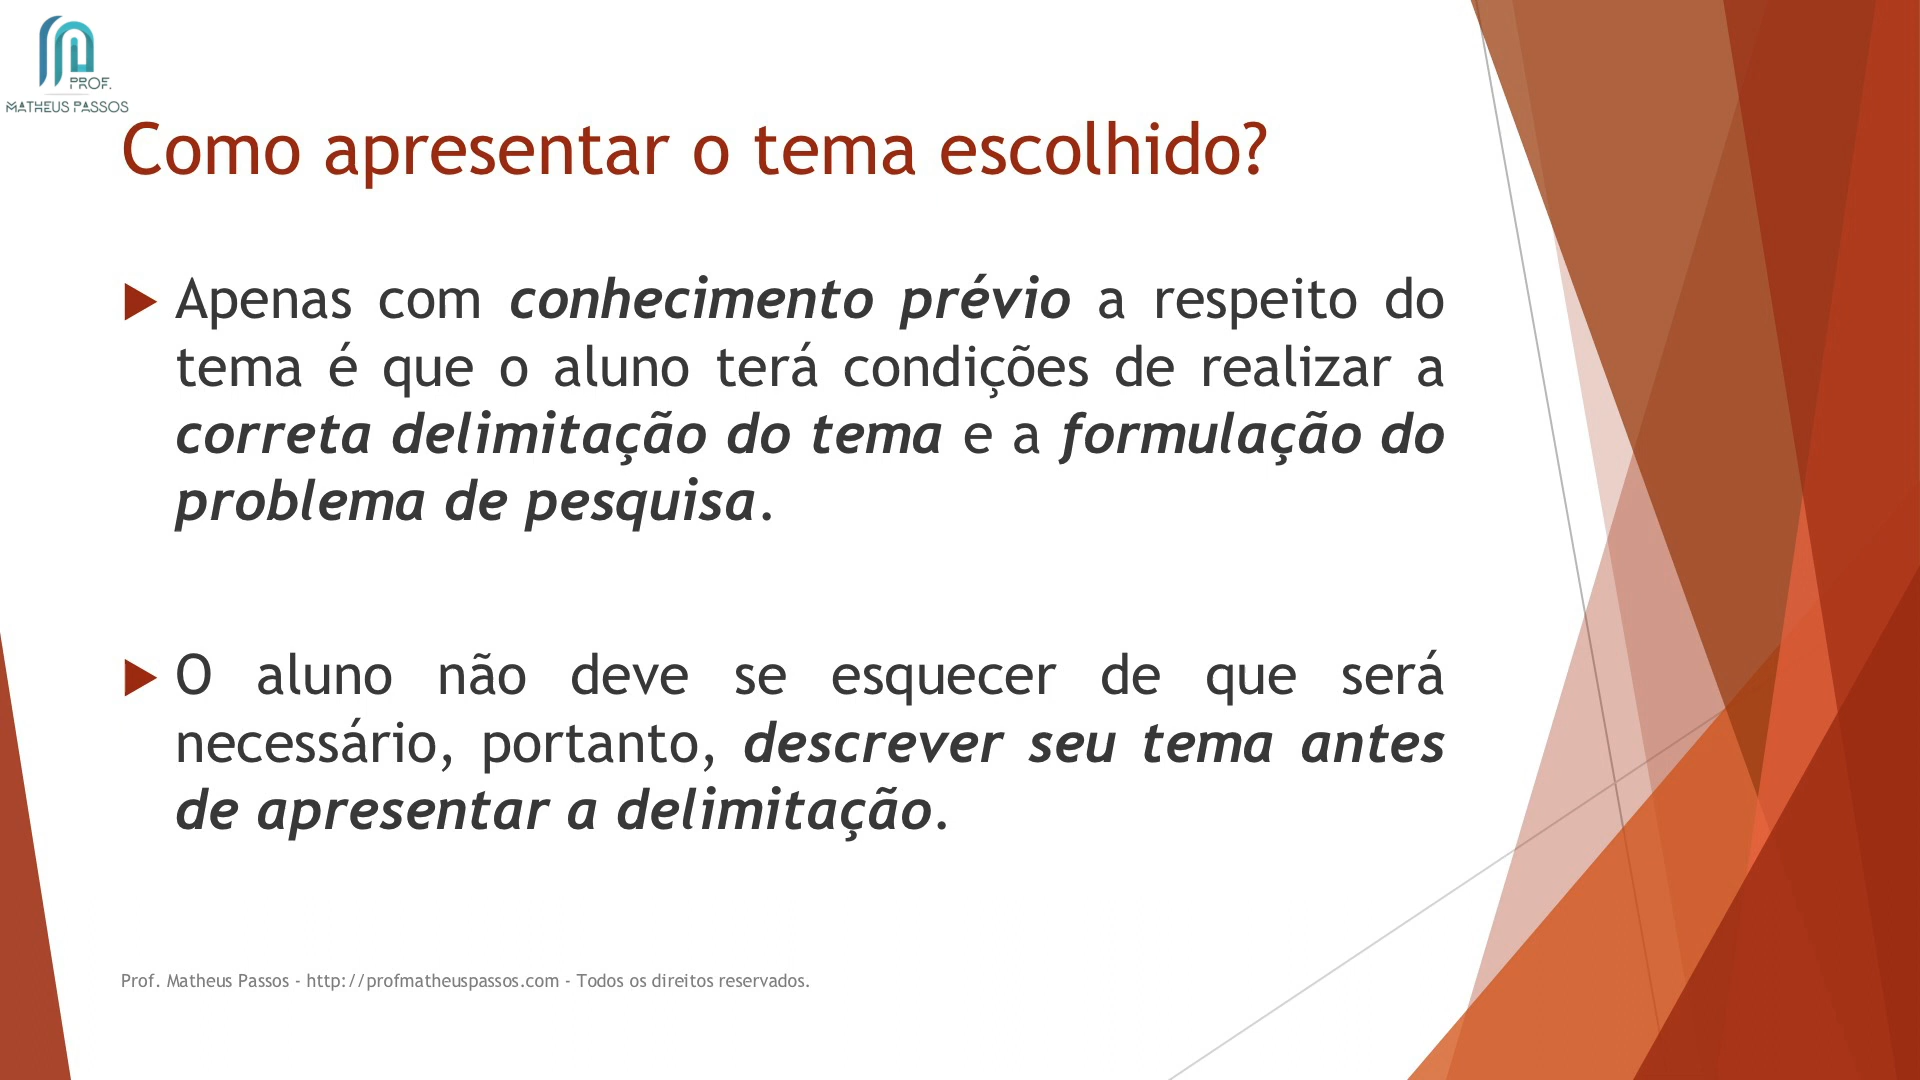 PROF.
MATHEUS PASSOS
Como apresentar o tema escolhido?
Apenas com conhecimento prévio a respeito do
tema é que o aluno terá condições de realizar a
correta delimitação do tema e a formulação do
problema de pesquisa.
O aluno não deve se esquecer de que será
necessário, portanto, descrever seu tema antes
de apresentar a delimitação.
Prof. Matheus Passos - http://profmatheuspassos.com - Todos os direitos reservados.